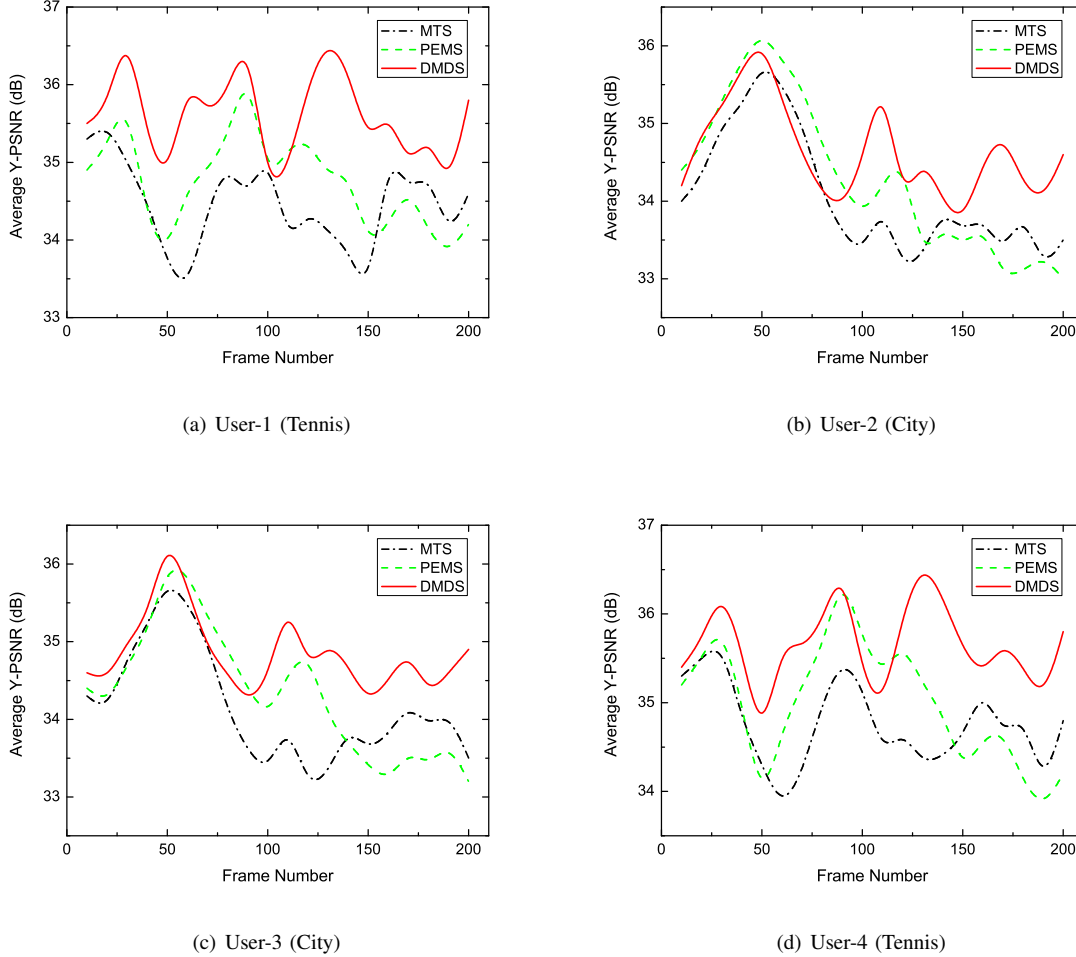 37
36
35
34
33
0
50
100
150
200
Average Y-PSNR (dB)
Frame Number
MTS
PEMS
DMDS
(a) User-1 (Tennis)
36
35
34
33
0
50
100
150
200
Average Y-PSNR (dB)
Frame Number
MTS
PEMS
DMDS
(b) User-2 (City)
36
35
34
33
0
50
100
150
200
Average Y-PSNR (dB)
Frame Number
MTS
PEMS
DMDS
(c) User-3 (City)
37
36
35
34
0
50
100
150
200
Average Y-PSNR (dB)
Frame Number
MTS
PEMS
DMDS
(d) User-4 (Tennis)